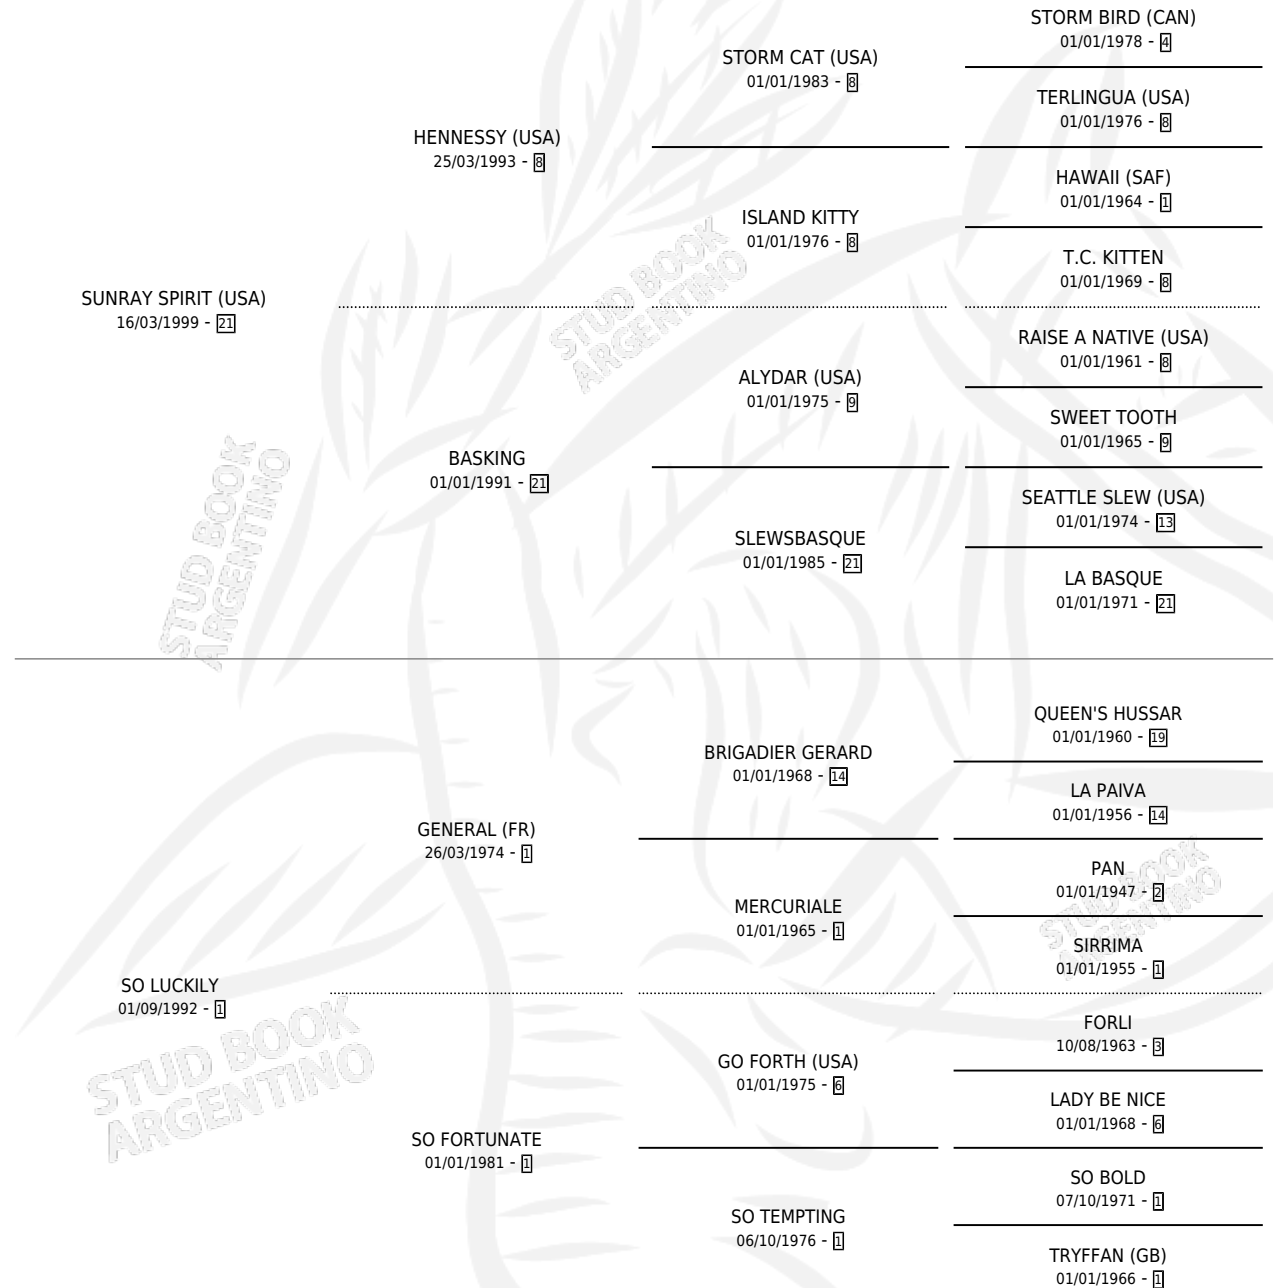 STORM BIRD (CAN)
01/01/1978 - 4
STORM CAT (USA)
01/01/1983 - 8
TERLINGUA (USA)
01/01/1976 - 8
HENNESSY (USA)
25/03/1993 - 8
HAWAII (SAF)
01/01/1964 - 1
ISLAND KITTY
01/01/1976 - 8
T.C. KITTEN
01/01/1969 - 8
SUNRAY SPIRIT (USA)
16/03/1999 - 21
RAISE A NATIVE (USA)
01/01/1961 - 8
ALYDAR (USA)
01/01/1975 - 9
SWEET TOOTH
01/01/1965 - 9
BASKING
01/01/1991 - 21
SEATTLE SLEW (USA)
01/01/1974 - 13
SLEWSBASQUE
01/01/1985 - 21
LA BASQUE
01/01/1971 - 21
QUEEN'S HUSSAR
01/01/1960 - 19
BRIGADIER GERARD
01/01/1968 - 14
LA PAIVA
01/01/1956 - 14
GENERAL (FR)
26/03/1974 - 1
PAN
01/01/1947 - 2
MERCURIALE
01/01/1965 - 1
SIRRIMA
01/01/1955 - 1
SO LUCKILY
01/09/1992 - 1
FORLI
10/08/1963 - 3
GO FORTH (USA)
01/01/1975 - 6
LADY BE NICE
01/01/1968 - 6
SO FORTUNATE
01/01/1981 - 1
SO BOLD
07/10/1971 - 1
SO TEMPTING
06/10/1976 - 1
TRYFFAN (GB)
01/01/1966 - 1
STUD BOOK
ARGENTINO
STUD BOOK
ARGENTINO
STUD BOOK
ARGENTINO
STUD BOOK
ARGENTINO